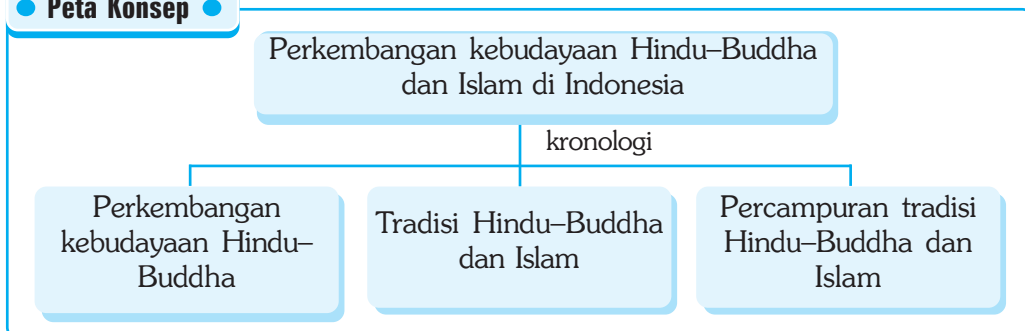 Peta Konsep
Perkembangan kebudayaan Hindu–Buddha
dan Islam di Indonesia
kronologi
Perkembangan
kebudayaan Hindu–
Buddha
Tradisi Hindu–Buddha
dan Islam
Percampuran tradisi
Hindu–Buddha dan
Islam